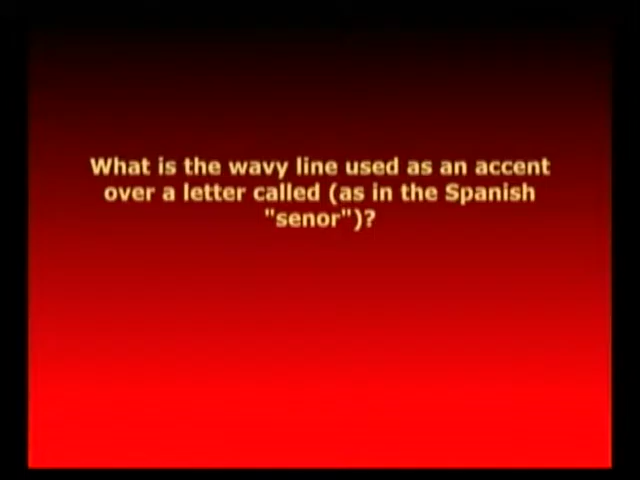 What is the wavy line used as an accent
over a letter called (as in the Spanish
"senor")?